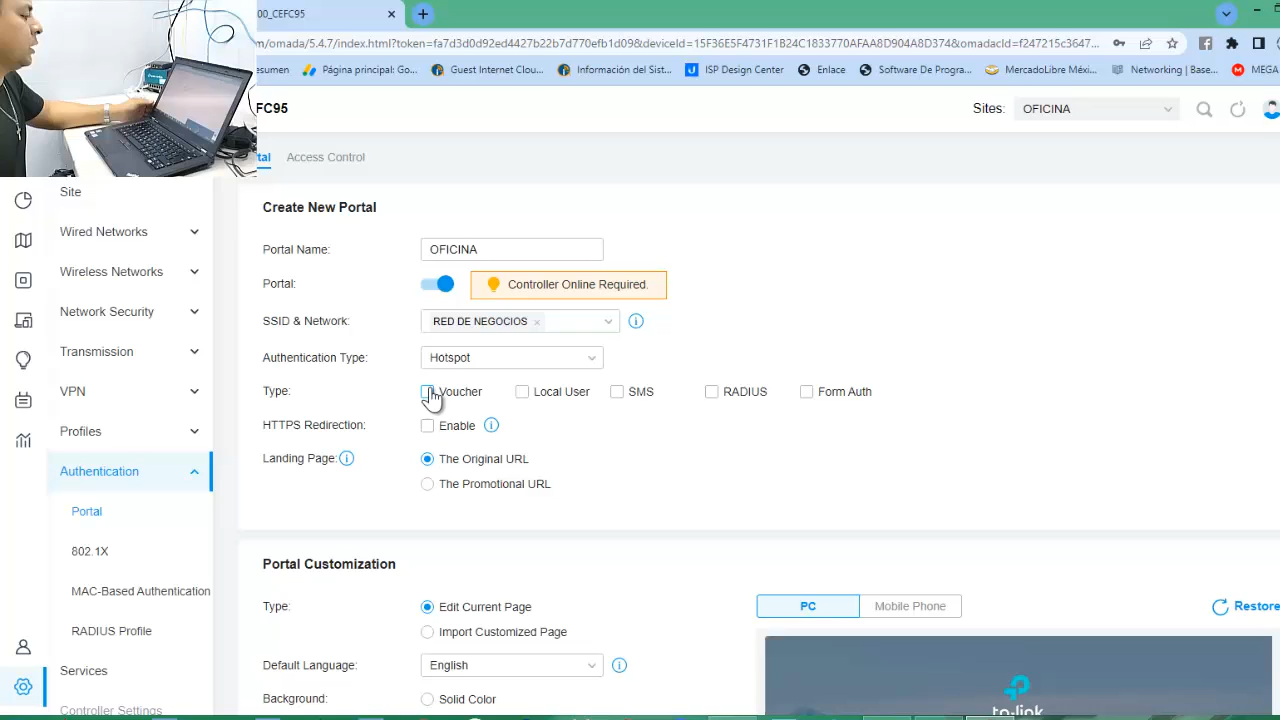 00_CEFC95
om/omada/5.4.7/index.html?token=fa7d3d0d92ed4427b22b7d770efb1d09&deviceId=15F36E5F4731F1B24C1833770AFAA8D904A8D374&omadacId=f247215c3647...
esumen
Página principal: Go...
Guest Internet Clou...
Información del Sist...
ISP Design Center
Enlace
Software De Progra...
MercadoLibre Méxi...
Networking | Base...
MEGA
CFC95
Sites:
OFICINA
tal
Access Control
Site
Wired Networks
Wireless Networks
Network Security
Transmission
VPN
Profiles
Authentication
Portal
802.1X
MAC-Based Authentication
RADIUS Profile
Services
Controller Settings
Create New Portal
Portal Name:
OFICINA
Portal:
Controller Online Required.
SSID & Network:
RED DE NEGOCIOS
Authentication Type:
Hotspot
Type:
Voucher
Local User
SMS
RADIUS
Form Auth
HTTPS Redirection:
Enable
Landing Page:
The Original URL
The Promotional URL
Portal Customization
Type:
Edit Current Page
Import Customized Page
PC
Mobile Phone
Restore
Default Language:
English
Background:
Solid Color
tp-link